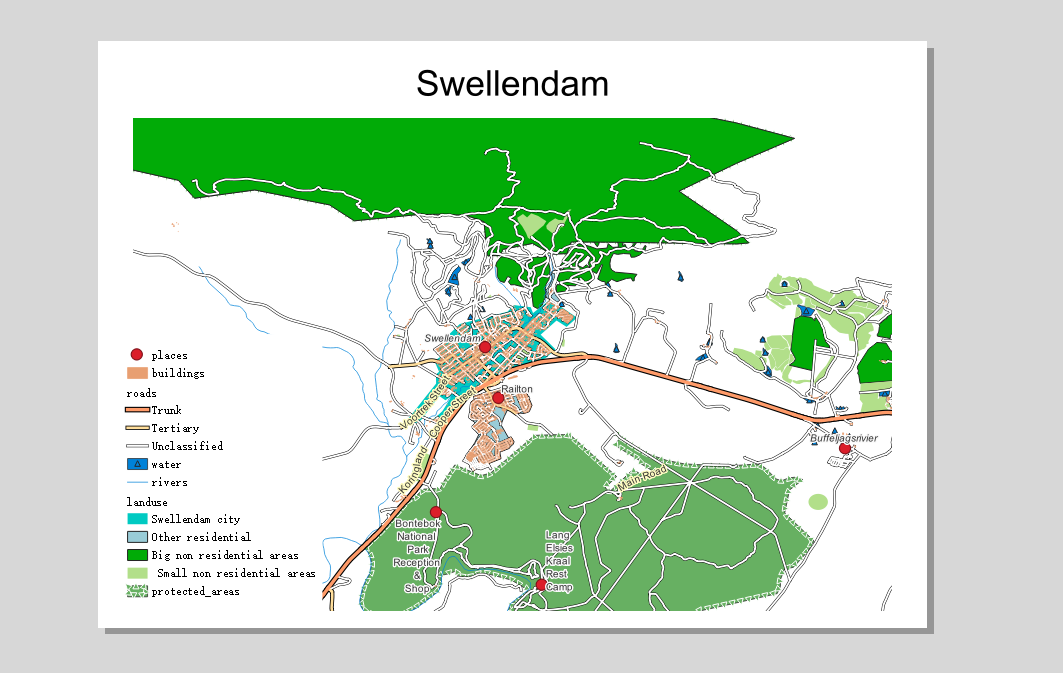 Swellendam
places
buildings
roads
Trunk
Tertiary
Unclassified
water
rivers
landuse
Swellendam city
Other residential
Big non residential areas
Small non residential areas
protected_areas
Swellendam
Railton
Voortrek Street
Cooper Street
Koringland
Main Road
Buffeljagsrivier
Bontebok
National
Park
Reception
&
Shop
Lang
Elsies
Kraal
Rest
Camp